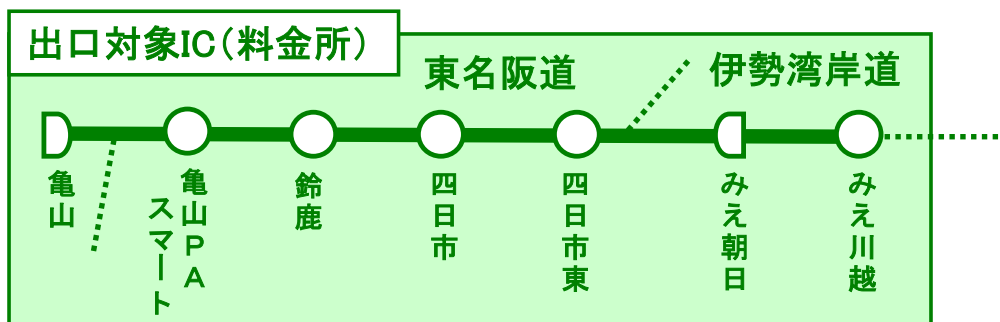 出口対象IC（料金所）
東名阪道
伊勢湾岸道
亀山
亀山PA
スマート
鈴鹿
四日市
四日市東
みえ朝日
みえ川越